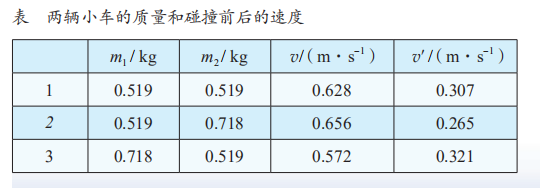 表 两辆小车的质量和碰撞前后的速度
m₁/ kg m₂/ kg v/( m · s⁻¹ ) v′/( m · s⁻¹ )
1 0.519 0.519 0.628 0.307
2 0.519 0.718 0.656 0.265
3 0.718 0.519 0.572 0.321